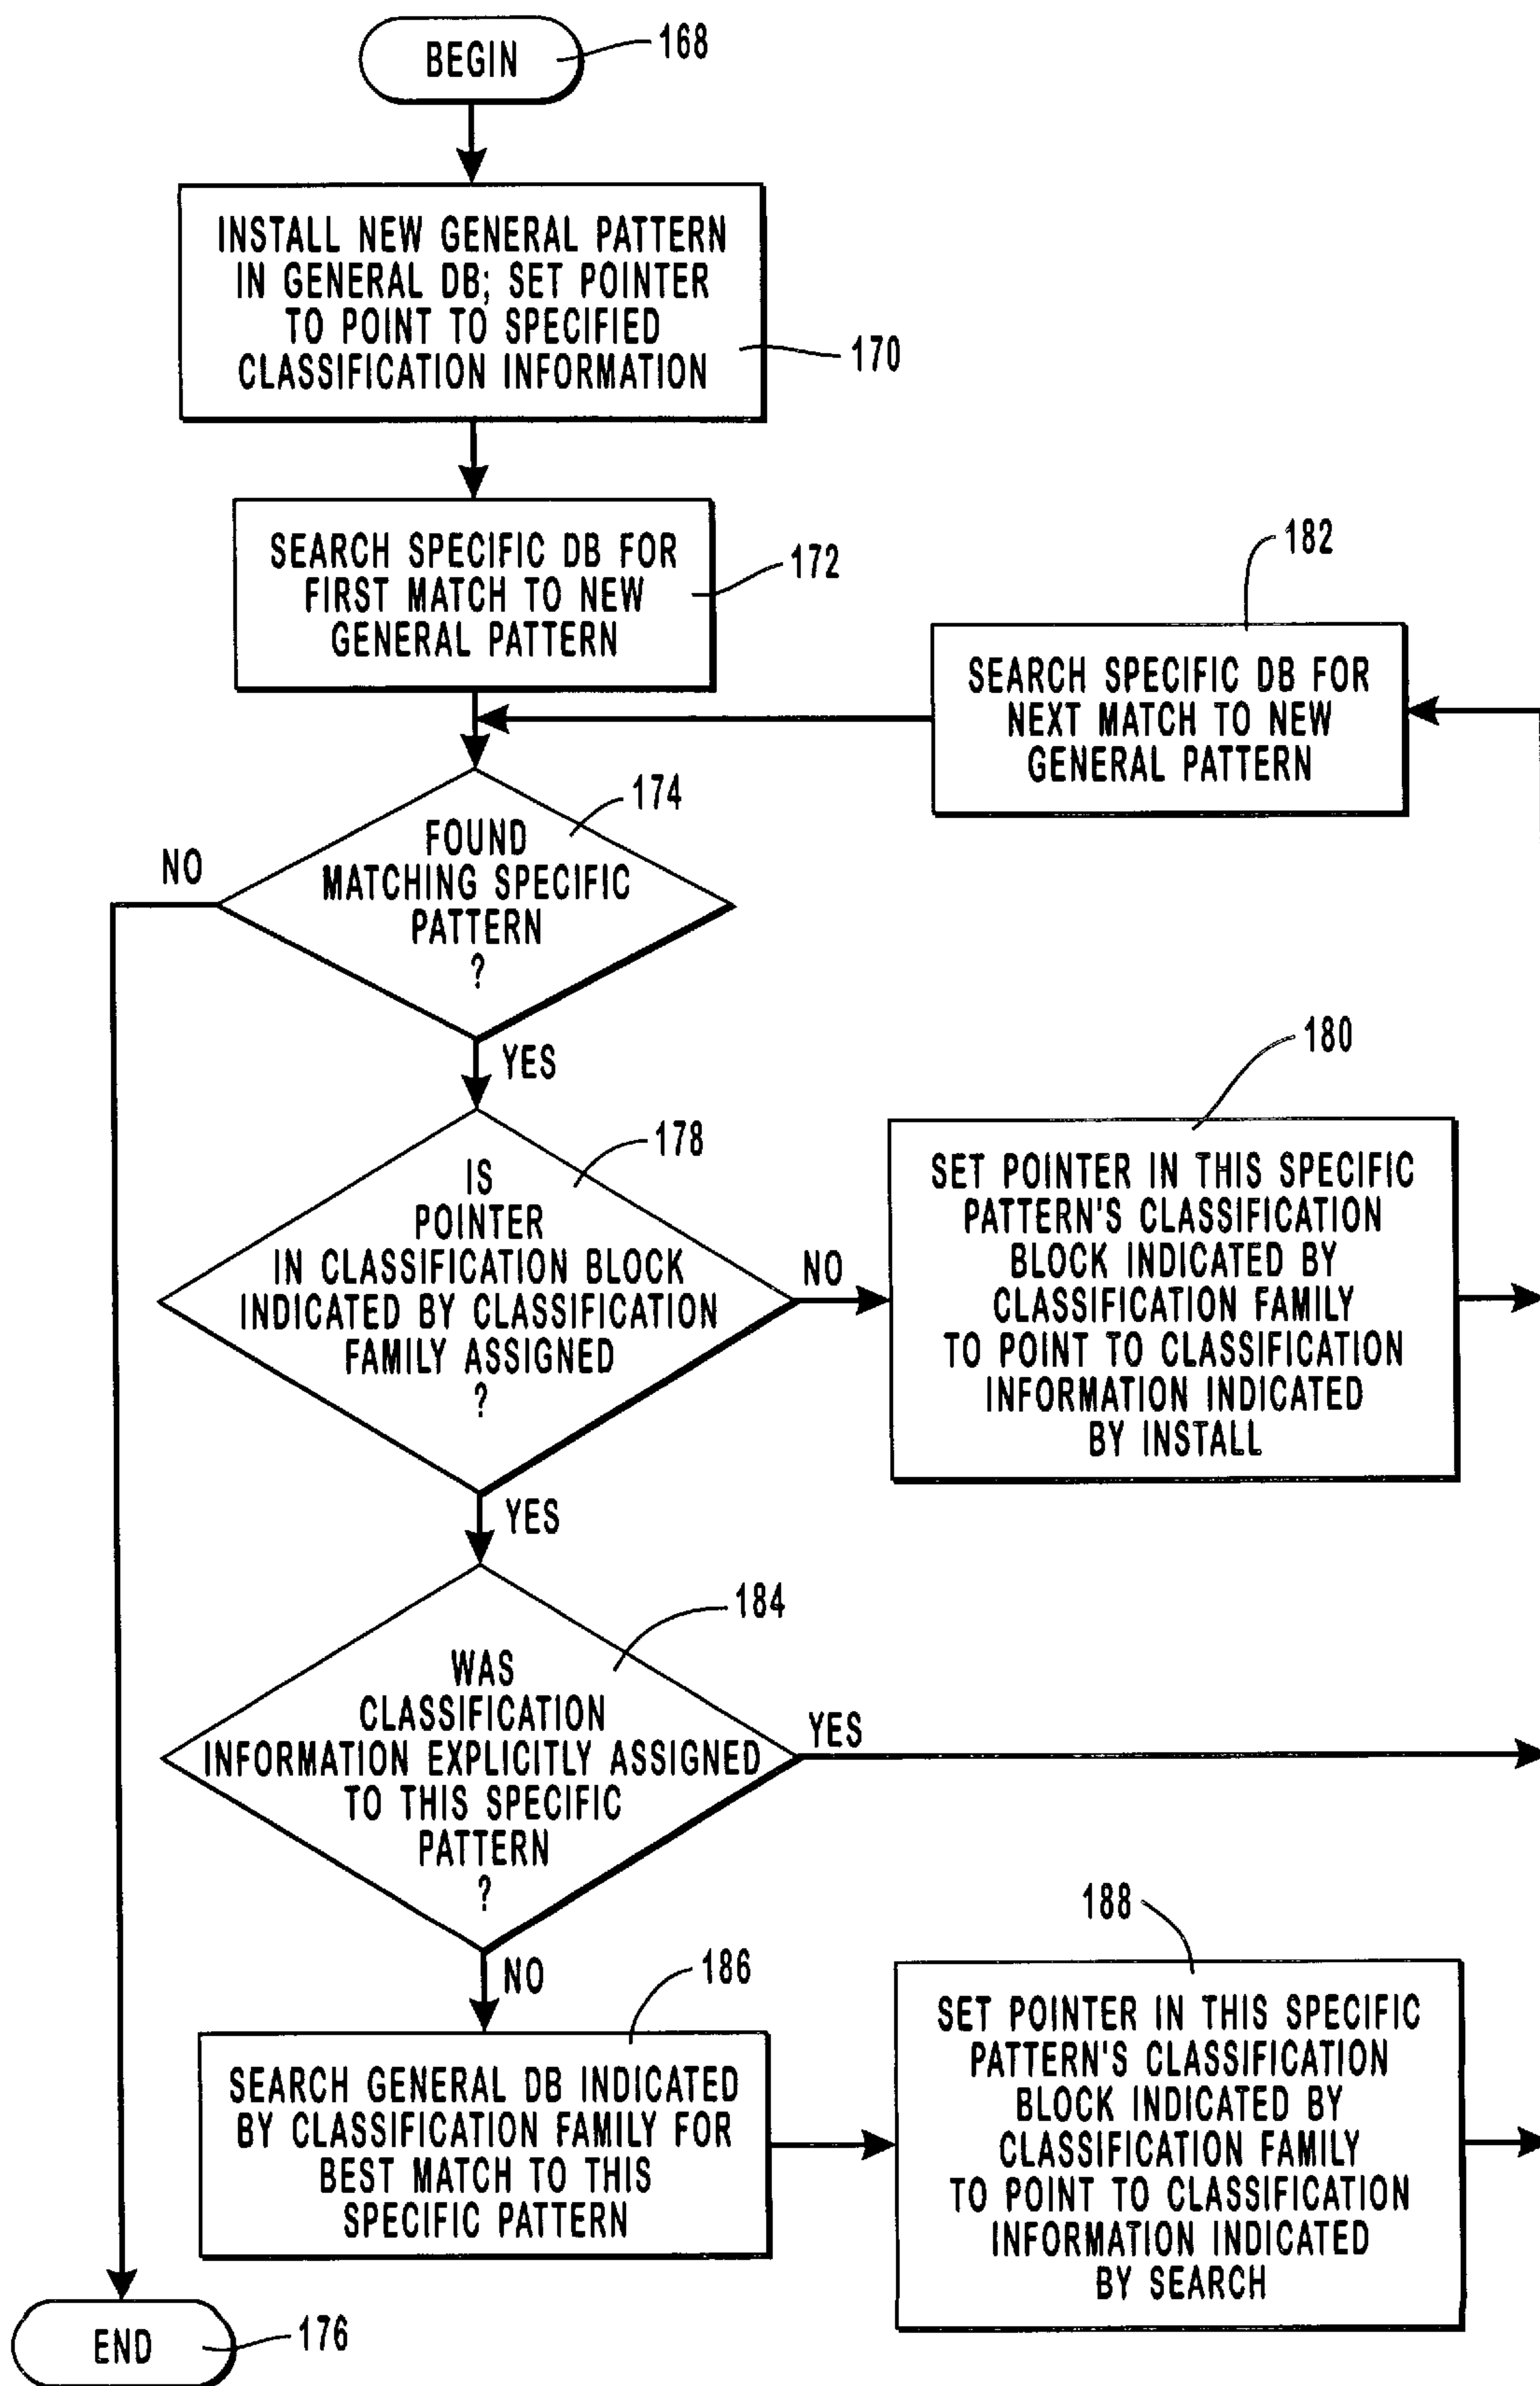 BEGIN
168
INSTALL NEW GENERAL PATTERN
IN GENERAL DB; SET POINTER
TO POINT TO SPECIFIED
CLASSIFICATION INFORMATION
170
SEARCH SPECIFIC DB FOR
FIRST MATCH TO NEW
GENERAL PATTERN
172
182
SEARCH SPECIFIC DB FOR
NEXT MATCH TO NEW
GENERAL PATTERN
174
FOUND
MATCHING SPECIFIC
PATTERN
?
NO
YES
178
IS
POINTER
IN CLASSIFICATION BLOCK
INDICATED BY CLASSIFICATION
FAMILY ASSIGNED
?
NO
YES
180
SET POINTER IN THIS SPECIFIC
PATTERN'S CLASSIFICATION
BLOCK INDICATED BY
CLASSIFICATION FAMILY
TO POINT TO CLASSIFICATION
INFORMATION INDICATED
BY INSTALL
184
WAS
CLASSIFICATION
INFORMATION EXPLICITLY ASSIGNED
TO THIS SPECIFIC
PATTERN
?
YES
NO
186
SEARCH GENERAL DB INDICATED
BY CLASSIFICATION FAMILY FOR
BEST MATCH TO THIS
SPECIFIC PATTERN
188
SET POINTER IN THIS SPECIFIC
PATTERN'S CLASSIFICATION
BLOCK INDICATED BY
CLASSIFICATION FAMILY
TO POINT TO CLASSIFICATION
INFORMATION INDICATED
BY SEARCH
END
176